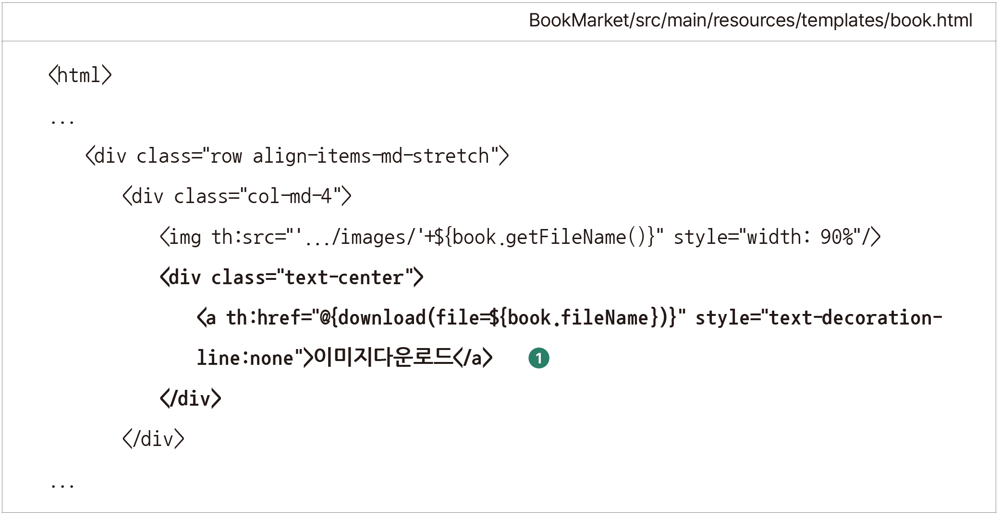 BookMarket/src/main/resources/templates/book.html
<html>
...
<div class="row align-items-md-stretch">
<div class="col-md-4">
<img th:src="'.../images/'+${book.getFileName()}" style="width: 90%"/>
<div class="text-center">
<a th:href="@{download(file=${book.fileName})}" style="text-decoration-
line:none">이미지다운로드</a> 1
</div>
</div>
...